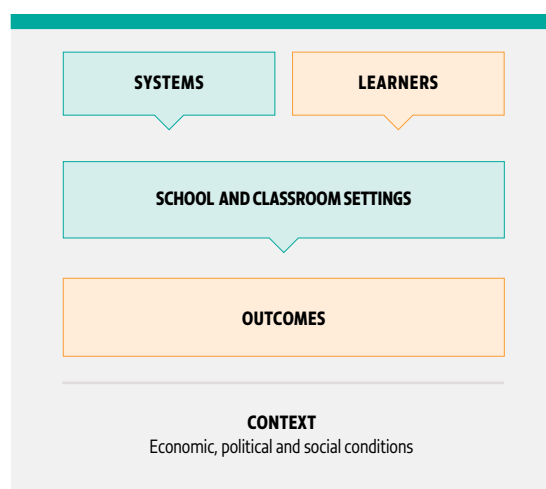 SYSTEMS
LEARNERS
SCHOOL AND CLASSROOM SETTINGS
OUTCOMES
CONTEXT
Economic, political and social conditions